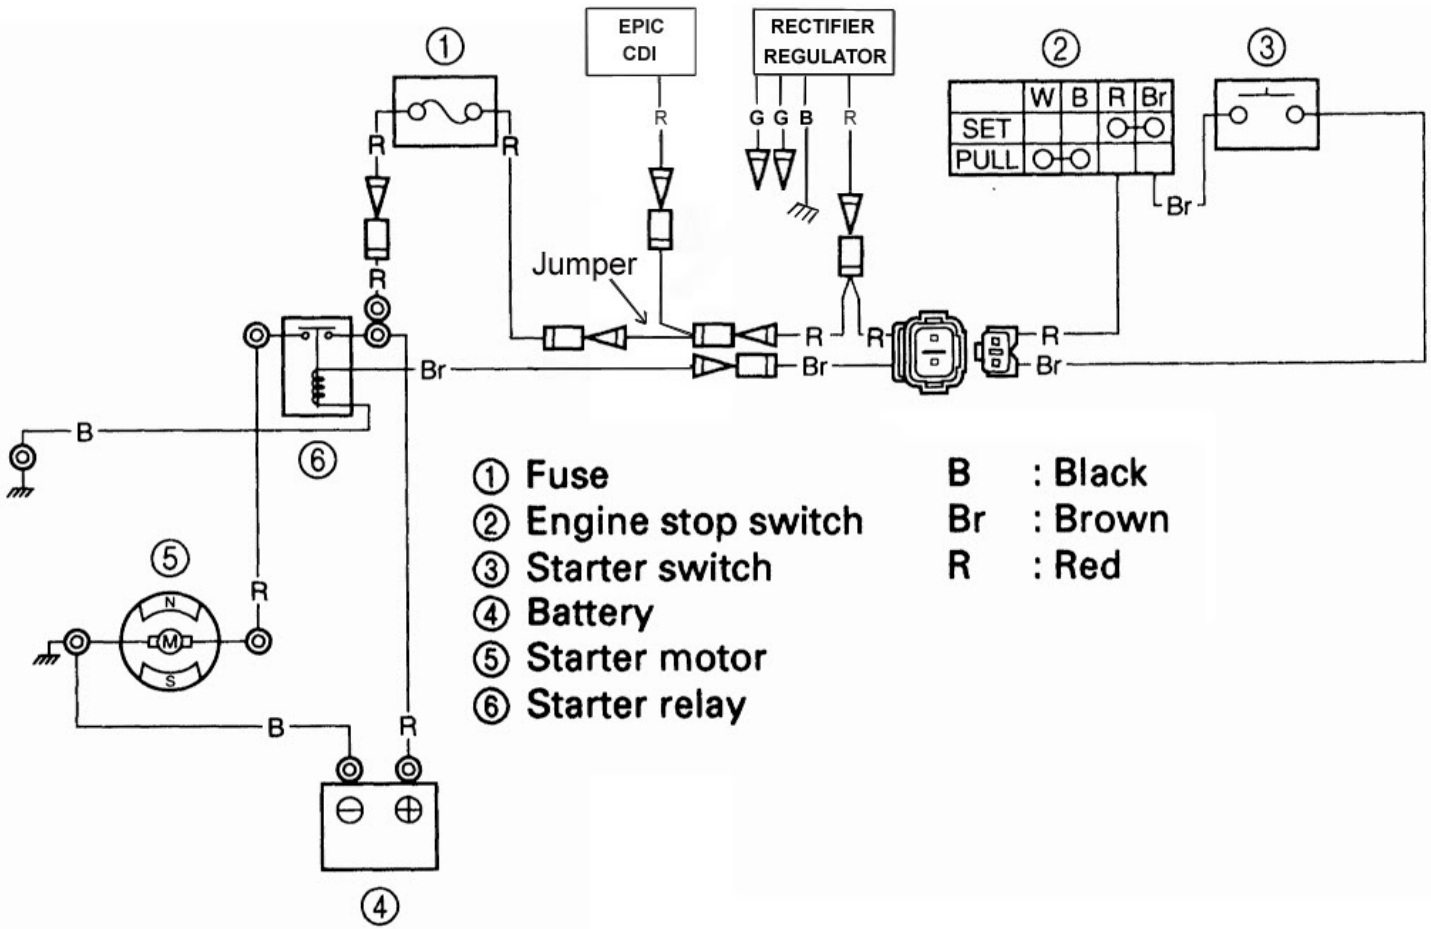 ①
EPIC
CDI
RECTIFIER
REGULATOR
②
③
W B R Br
SET
PULL
R
R
R
G G B R
R
Br
Jumper
R
R
R
Br
Br
R
Br
B
⑥
① Fuse
② Engine stop switch
③ Starter switch
④ Battery
⑤ Starter motor
⑥ Starter relay
B : Black
Br : Brown
R : Red
⑤
N
M
S
R
B
R
④